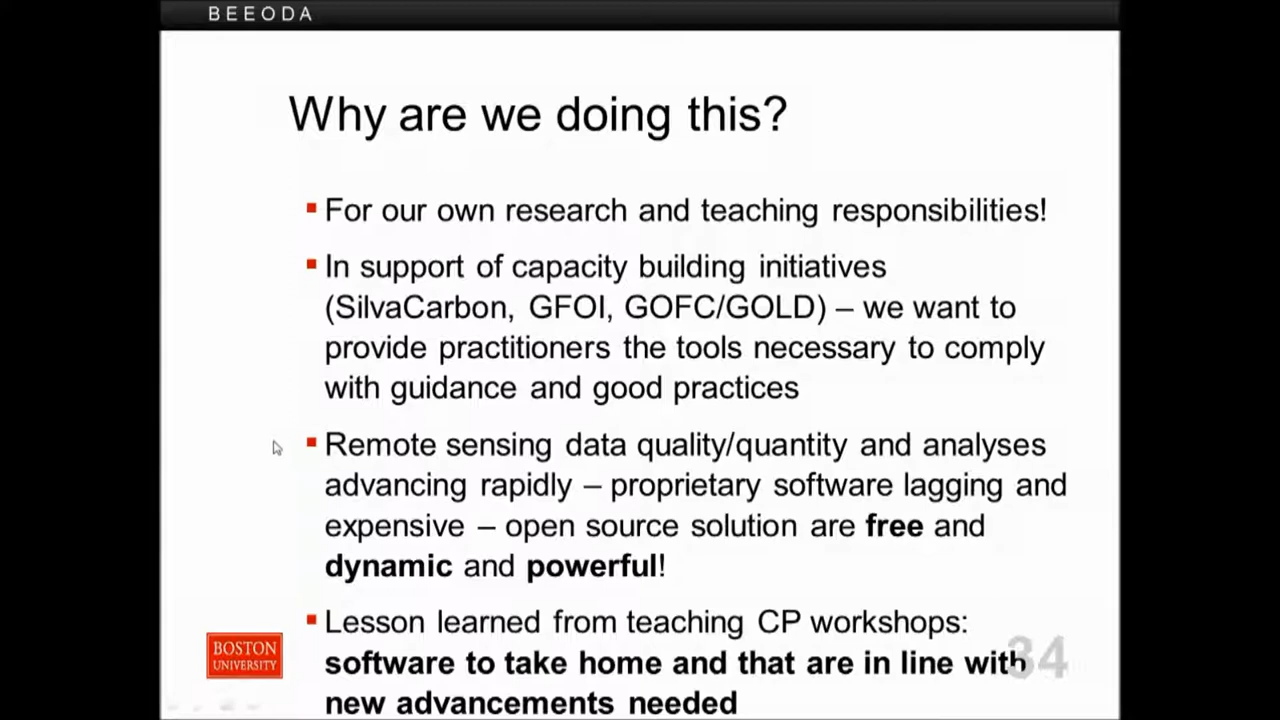 BEEODA
Why are we doing this?
For our own research and teaching responsibilities!
In support of capacity building initiatives
(SilvaCarbon, GFOI, GOFC/GOLD) – we want to
provide practitioners the tools necessary to comply
with guidance and good practices
Remote sensing data quality/quantity and analyses
advancing rapidly – proprietary software lagging and
expensive – open source solution are free and
dynamic and powerful!
Lesson learned from teaching CP workshops:
software to take home and that are in line with
new advancements needed
BOSTON
UNIVERSITY
34